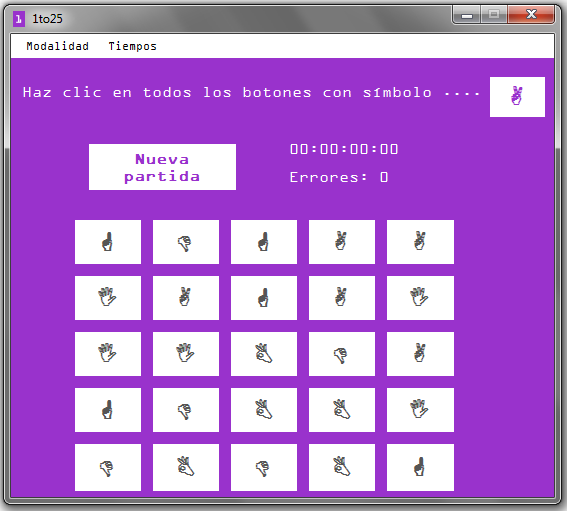 1to25
Modalidad Tiempos
Haz clic en todos los botones con símbolo ---- ✌
Nueva
partida
00:00:00:00
Errores: 0
☝ 👎 ☝ ✌ ✌
🖐 ✌ ☝ ✌ 🖐
🖐 🖐 👌 👎 ✌
☝ 👎 👌 👌 🖐
👎 👌 👎 👌 ☝